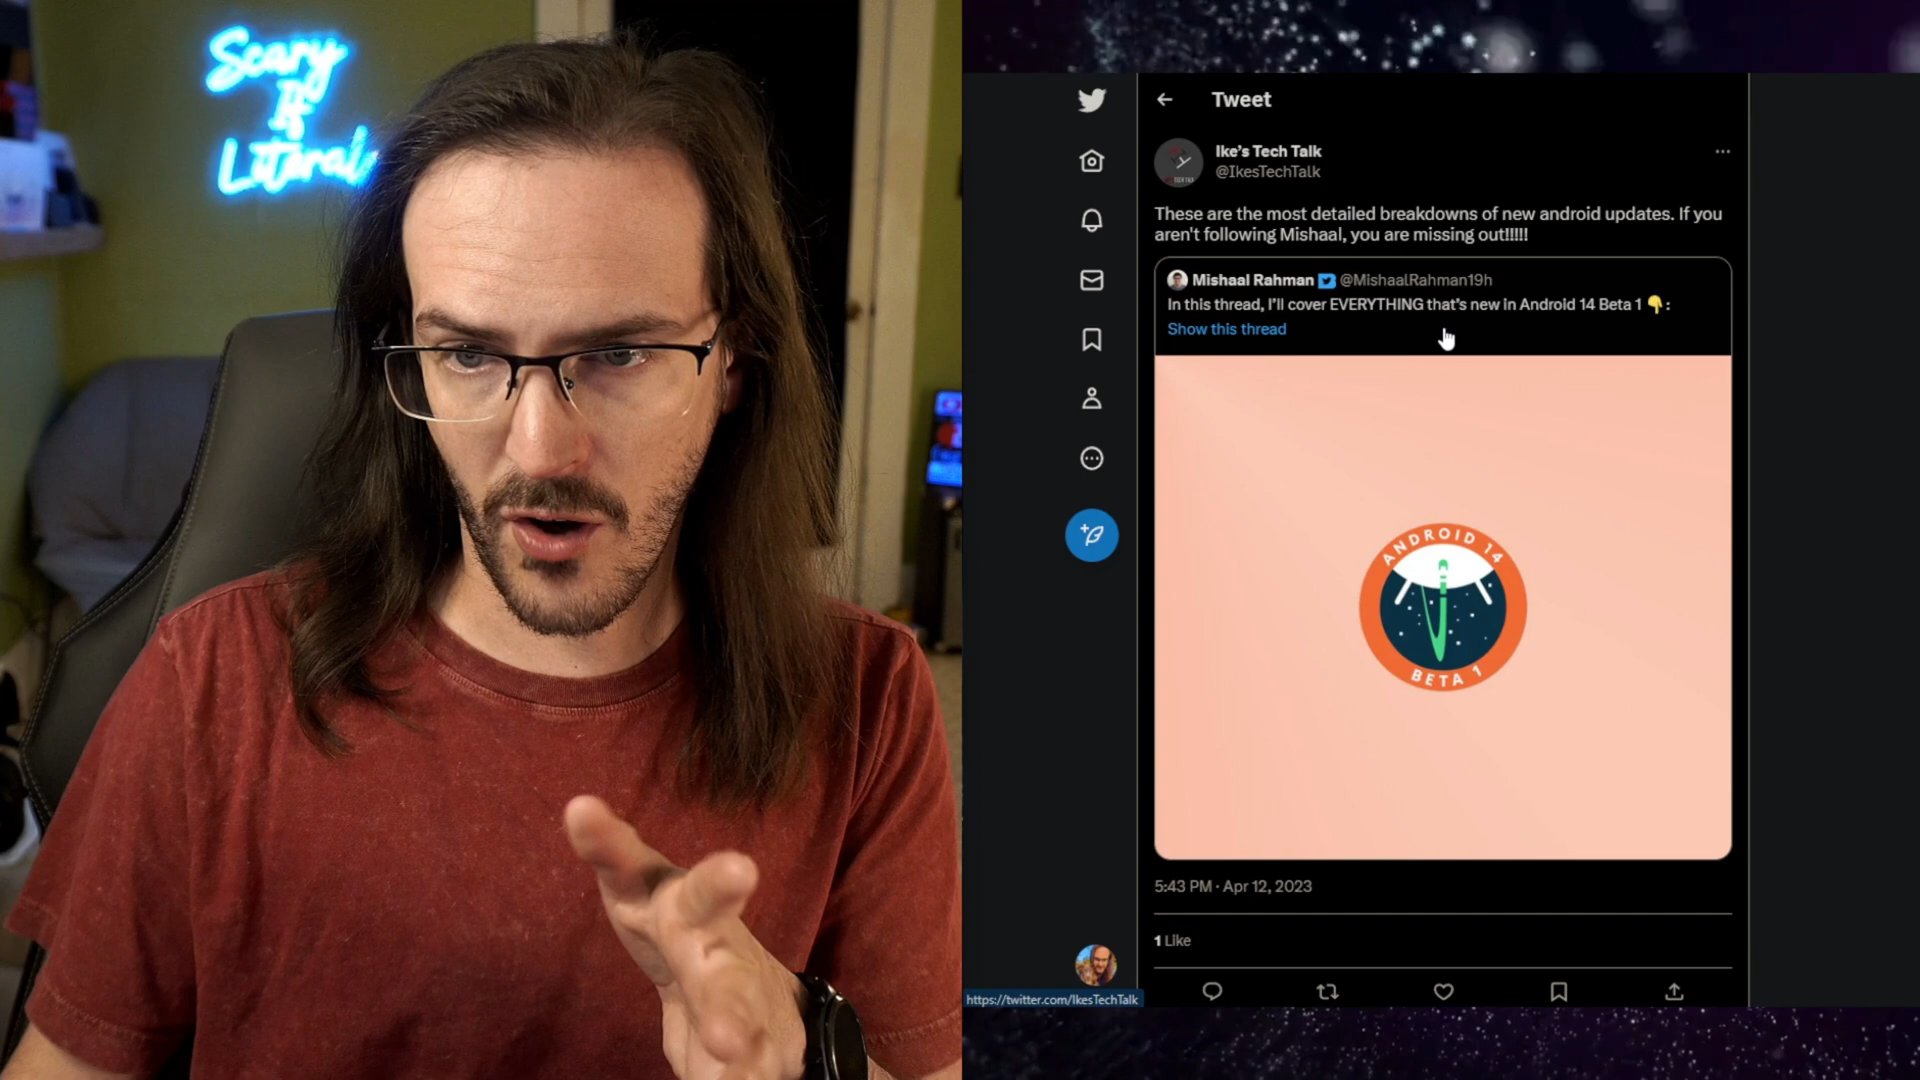 Scary
Is
Literal
Tweet
Ike's Tech Talk
@IkesTechTalk
These are the most detailed breakdowns of new android updates. If you
aren't following Mishaal, you are missing out!!!!!
Mishaal Rahman @MishaalRahman19h
In this thread, I'll cover EVERYTHING that's new in Android 14 Beta 1 👇:
Show this thread
ANDROID 14
BETA 1
5:43 PM · Apr 12, 2023
1 Like
https://twitter.com/IkesTechTalk